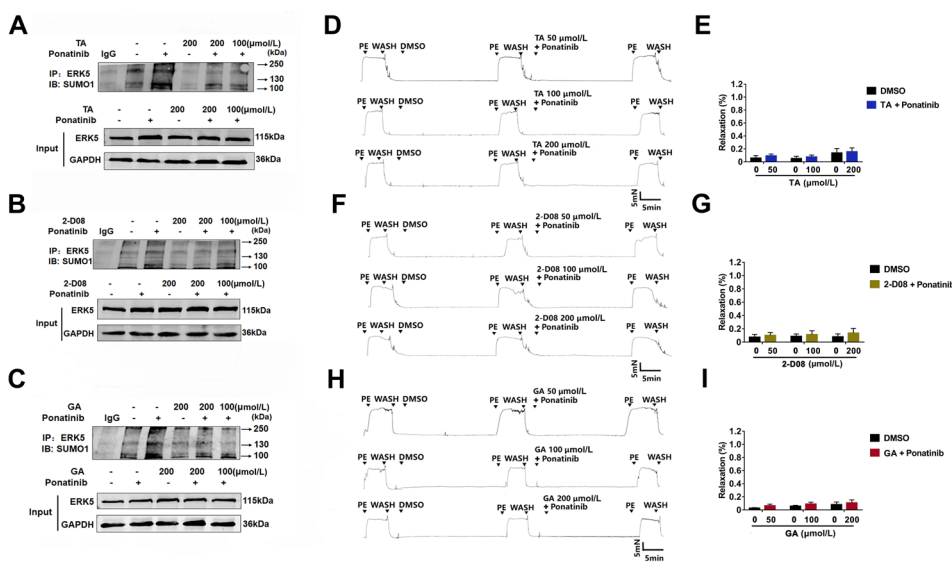 A
TA - - 200 200 100(μmol/L)
Ponatinib IgG - + - + + (kDa)
IP: ERK5
IB: SUMO1
250
130
100
TA - - 200 200 100(μmol/L)
Ponatinib - + - + +
Input
ERK5 115kDa
GAPDH 36kDa
B
2-D08 - - 200 200 100(μmol/L)
Ponatinib IgG - + - + + (kDa)
IP: ERK5
IB: SUMO1
250
130
100
2-D08 - - 200 200 100(μmol/L)
Ponatinib - + - + +
Input
ERK5 115kDa
GAPDH 36kDa
C
GA - - 200 200 100(μmol/L)
Ponatinib IgG - + - + + (kDa)
IP: ERK5
IB: SUMO1
250
130
100
GA - - 200 200 100(μmol/L)
Ponatinib - + - + +
Input
ERK5 115kDa
GAPDH 36kDa
D
TA 50 μmol/L
PE WASH DMSO PE WASH + Ponatinib PE WASH
TA 100 μmol/L
PE WASH DMSO PE WASH + Ponatinib PE WASH
TA 200 μmol/L
PE WASH DMSO PE WASH + Ponatinib PE WASH
5mN
5min
E
Relaxation (%)
1.2
1.0
0.8
0.6
0.4
0.2
0
DMSO
TA + Ponatinib
0 50 0 100 0 200
TA (μmol/L)
F
2-D08 50 μmol/L
PE WASH DMSO PE WASH + Ponatinib PE WASH
2-D08 100 μmol/L
PE WASH DMSO PE WASH + Ponatinib PE WASH
2-D08 200 μmol/L
PE WASH DMSO PE WASH + Ponatinib PE WASH
5mN
5min
G
Relaxation (%)
1.2
1.0
0.8
0.6
0.4
0.2
0
DMSO
2-D08 + Ponatinib
0 50 0 100 0 200
2-D08 (μmol/L)
H
GA 50 μmol/L
PE WASH DMSO PE WASH + Ponatinib PE WASH
GA 100 μmol/L
PE WASH DMSO PE WASH + Ponatinib PE WASH
GA 200 μmol/L
PE WASH DMSO PE WASH + Ponatinib PE WASH
5mN
5min
I
Relaxation (%)
1.2
1.0
0.8
0.6
0.4
0.2
0
DMSO
GA + Ponatinib
0 50 0 100 0 200
GA (μmol/L)